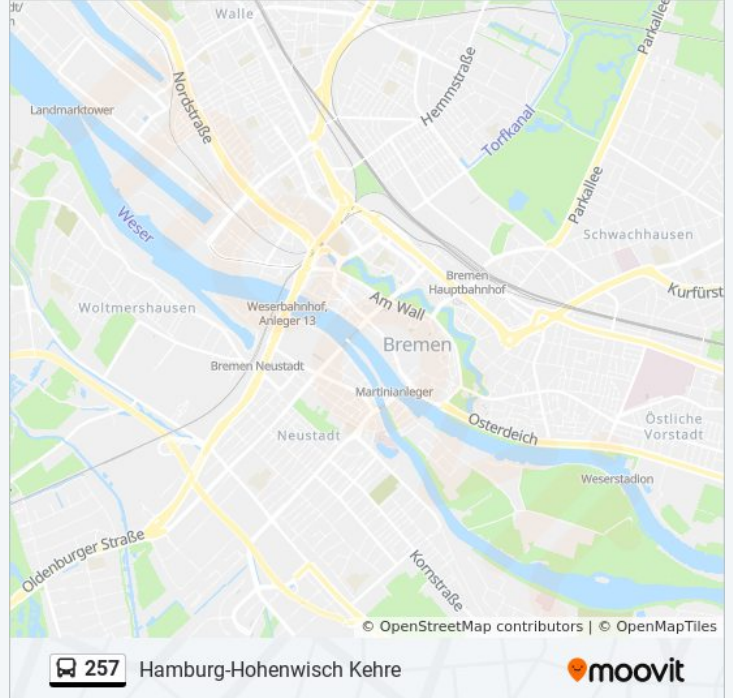 Walle
Parkallee
Hemmstraße
Nordstraße
Landmarktower
Torfkanal
Parkallee
Weser
Schwachhausen
Bremen
Hauptbahnhof
Kurfürst
Woltmershausen
Weserbahnhof,
Anleger 13
Am Wall
Bremen
Bremen Neustadt
Martinianleger
Osterdeich
Neustadt
Östliche
Vorstadt
Weserstadion
Oldenburger Straße
Kornstraße
© OpenStreetMap contributors | © OpenMapTiles
257 Hamburg-Hohenwisch Kehre
moovit